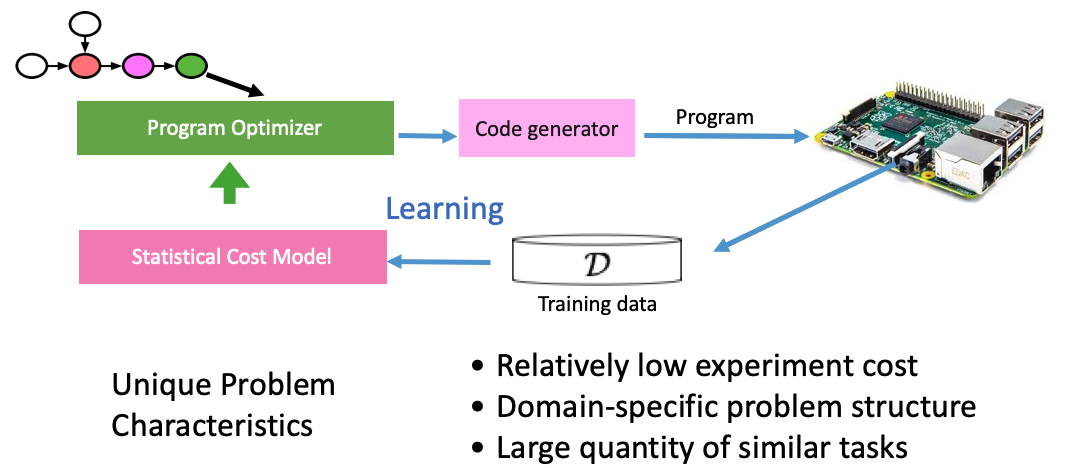 Program Optimizer
Code generator
Program
EDAC
Learning
Statistical Cost Model
𝒟
Training data
Unique Problem
Characteristics
• Relatively low experiment cost
• Domain-specific problem structure
• Large quantity of similar tasks